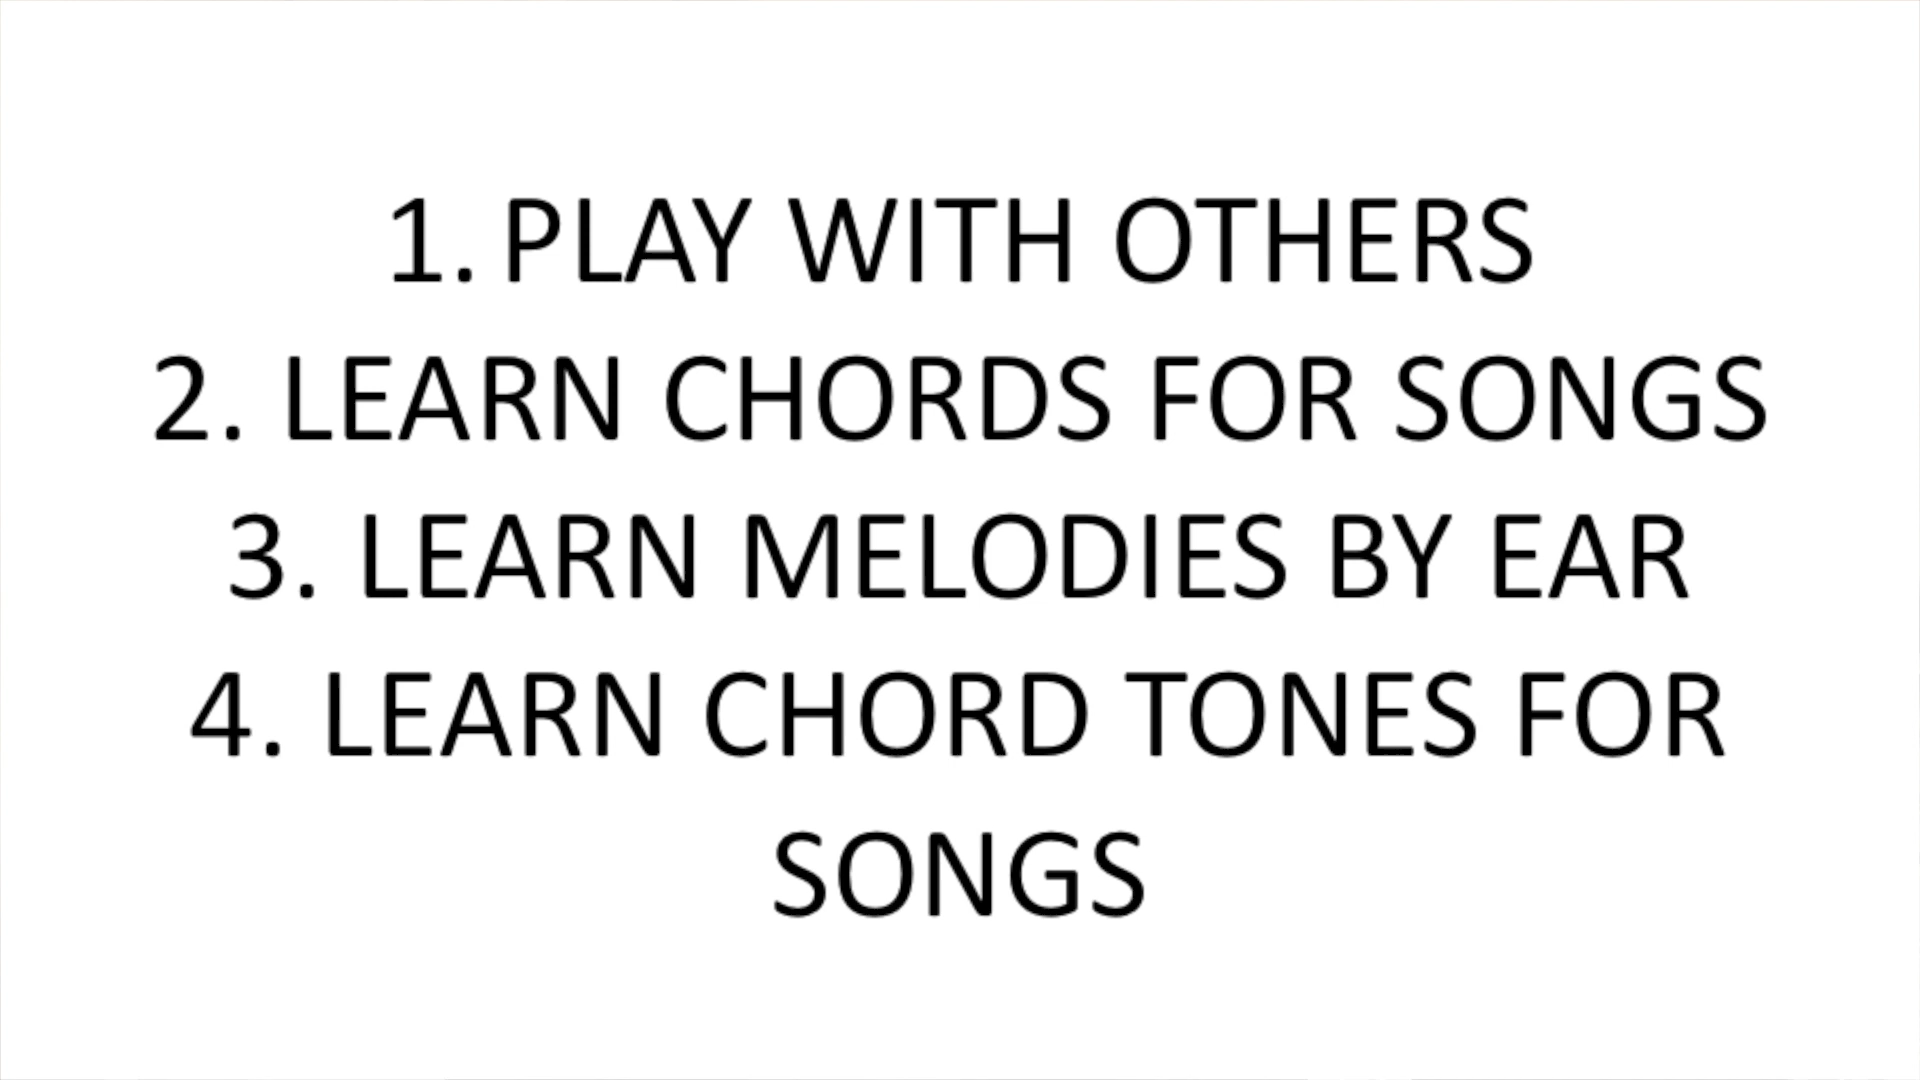 1. PLAY WITH OTHERS
2. LEARN CHORDS FOR SONGS
3. LEARN MELODIES BY EAR
4. LEARN CHORD TONES FOR
SONGS